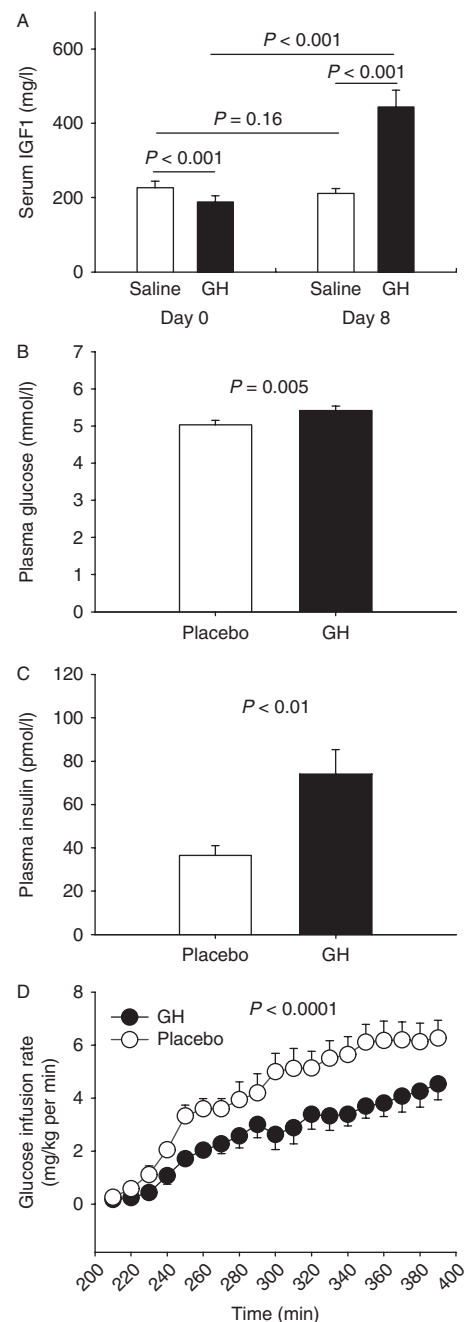 A
600
400
200
0
Serum IGF1 (mg/l)
P < 0.001
P < 0.001
P = 0.16
P < 0.001
Saline GH Saline GH
Day 0 Day 8
B
7
6
5
4
3
2
1
0
Plasma glucose (mmol/l)
P = 0.005
Placebo GH
C
120
100
80
60
40
20
0
Plasma insulin (pmol/l)
P < 0.01
Placebo GH
D
8
6
4
2
0
Glucose infusion rate
(mg/kg per min)
GH
Placebo
P < 0.0001
200 220 240 260 280 300 320 340 360 380 400
Time (min)